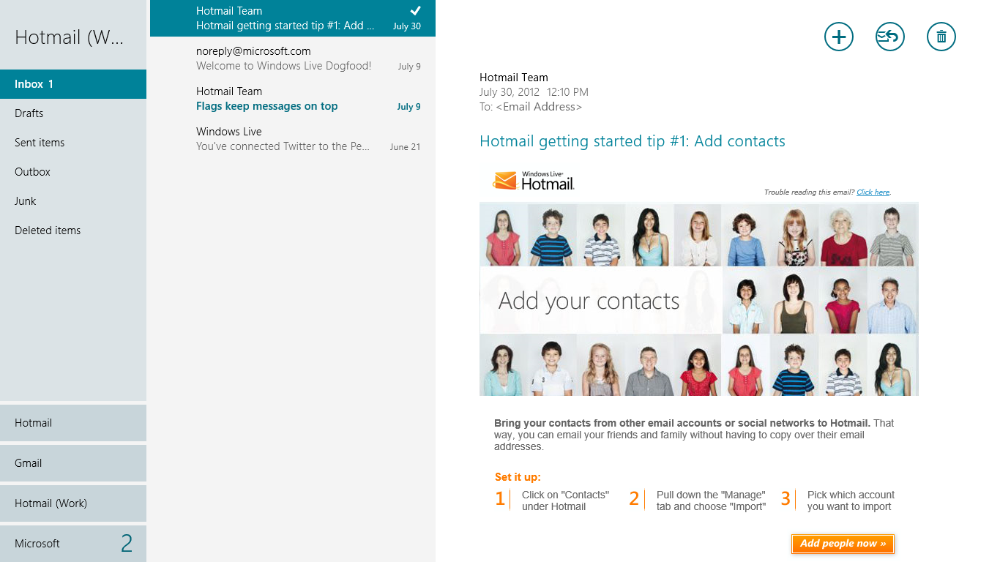 Hotmail (W...
Inbox 1
Drafts
Sent items
Outbox
Junk
Deleted items
Hotmail
Gmail
Hotmail (Work)
Microsoft 2
Hotmail Team
Hotmail getting started tip #1: Add ... July 30
noreply@microsoft.com
Welcome to Windows Live Dogfood! July 9
Hotmail Team
Flags keep messages on top July 9
Windows Live
You've connected Twitter to the Pe... June 21
Hotmail Team
July 30, 2012 12:10 PM
To: <Email Address>
Hotmail getting started tip #1: Add contacts
Windows Live®
Hotmail.
Trouble reading this email? Click here.
Add your contacts
Bring your contacts from other email accounts or social networks to Hotmail. That
way, you can email your friends and family without having to copy over their email
addresses.
Set it up:
1 Click on "Contacts"
under Hotmail
2 Pull down the "Manage"
tab and choose "Import"
3 Pick which account
you want to import
Add people now »